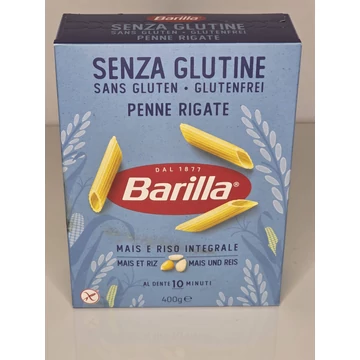 SENZA GLUTINE
SANS GLUTEN • GLUTENFREI
PENNE RIGATE
DAL 1877
Barilla®
MAIS E RISO INTEGRALE
MAIS ET RIZ MAIS UND REIS
AL DENTE 10 MINUTI
400g ℮